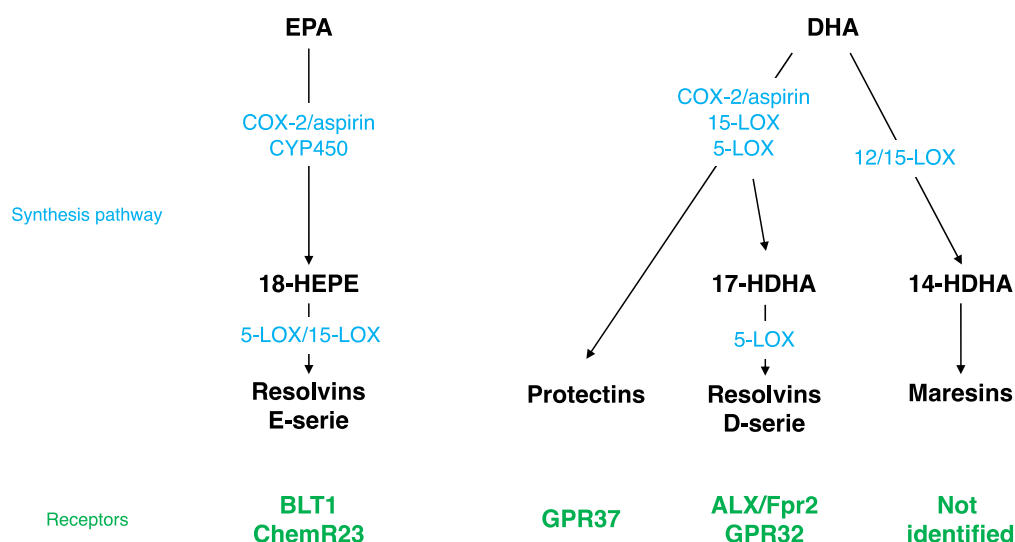 EPA
DHA
COX-2/aspirin
CYP450
COX-2/aspirin
15-LOX
5-LOX
12/15-LOX
Synthesis pathway
18-HEPE
17-HDHA
14-HDHA
5-LOX/15-LOX
5-LOX
Resolvins
E-serie
Protectins
Resolvins
D-serie
Maresins
Receptors
BLT1
ChemR23
GPR37
ALX/Fpr2
GPR32
Not
identified